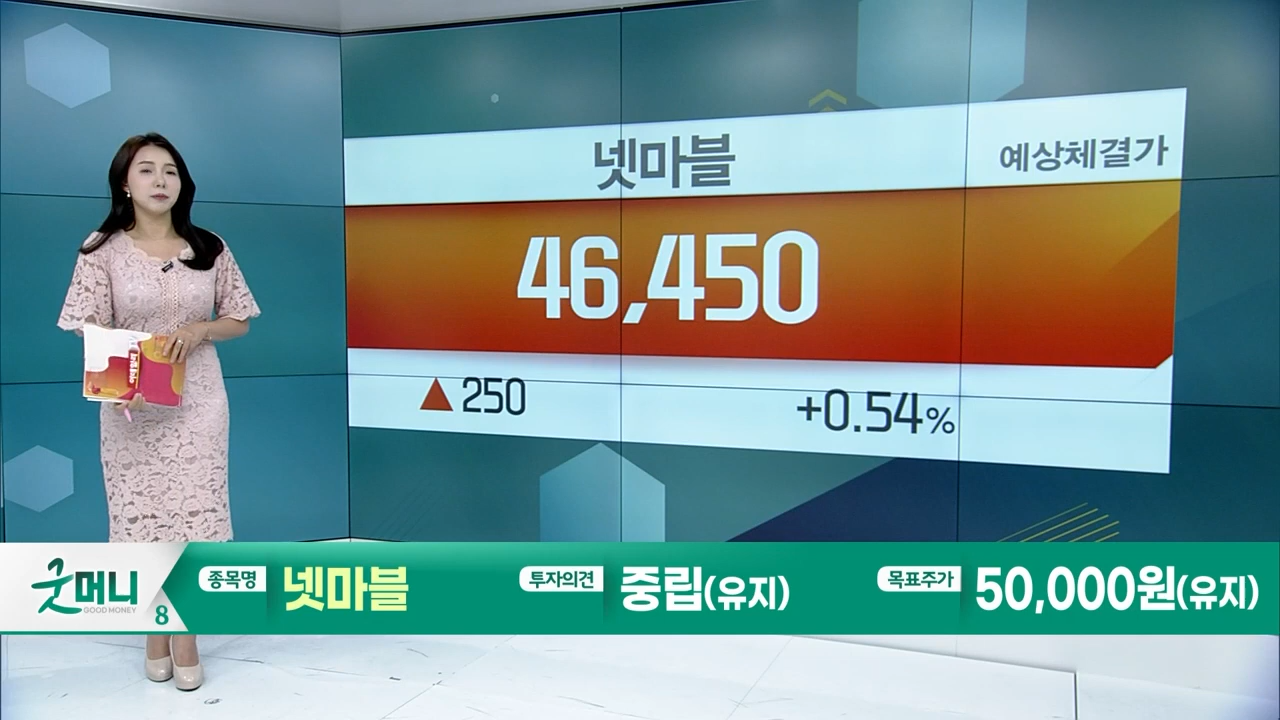 넷마블
예상체결가
46,450
▲ 250
+0.54%
굿머니
GOOD MONEY
8
종목명 넷마블
투자의견 중립(유지)
목표주가 50,000원(유지)